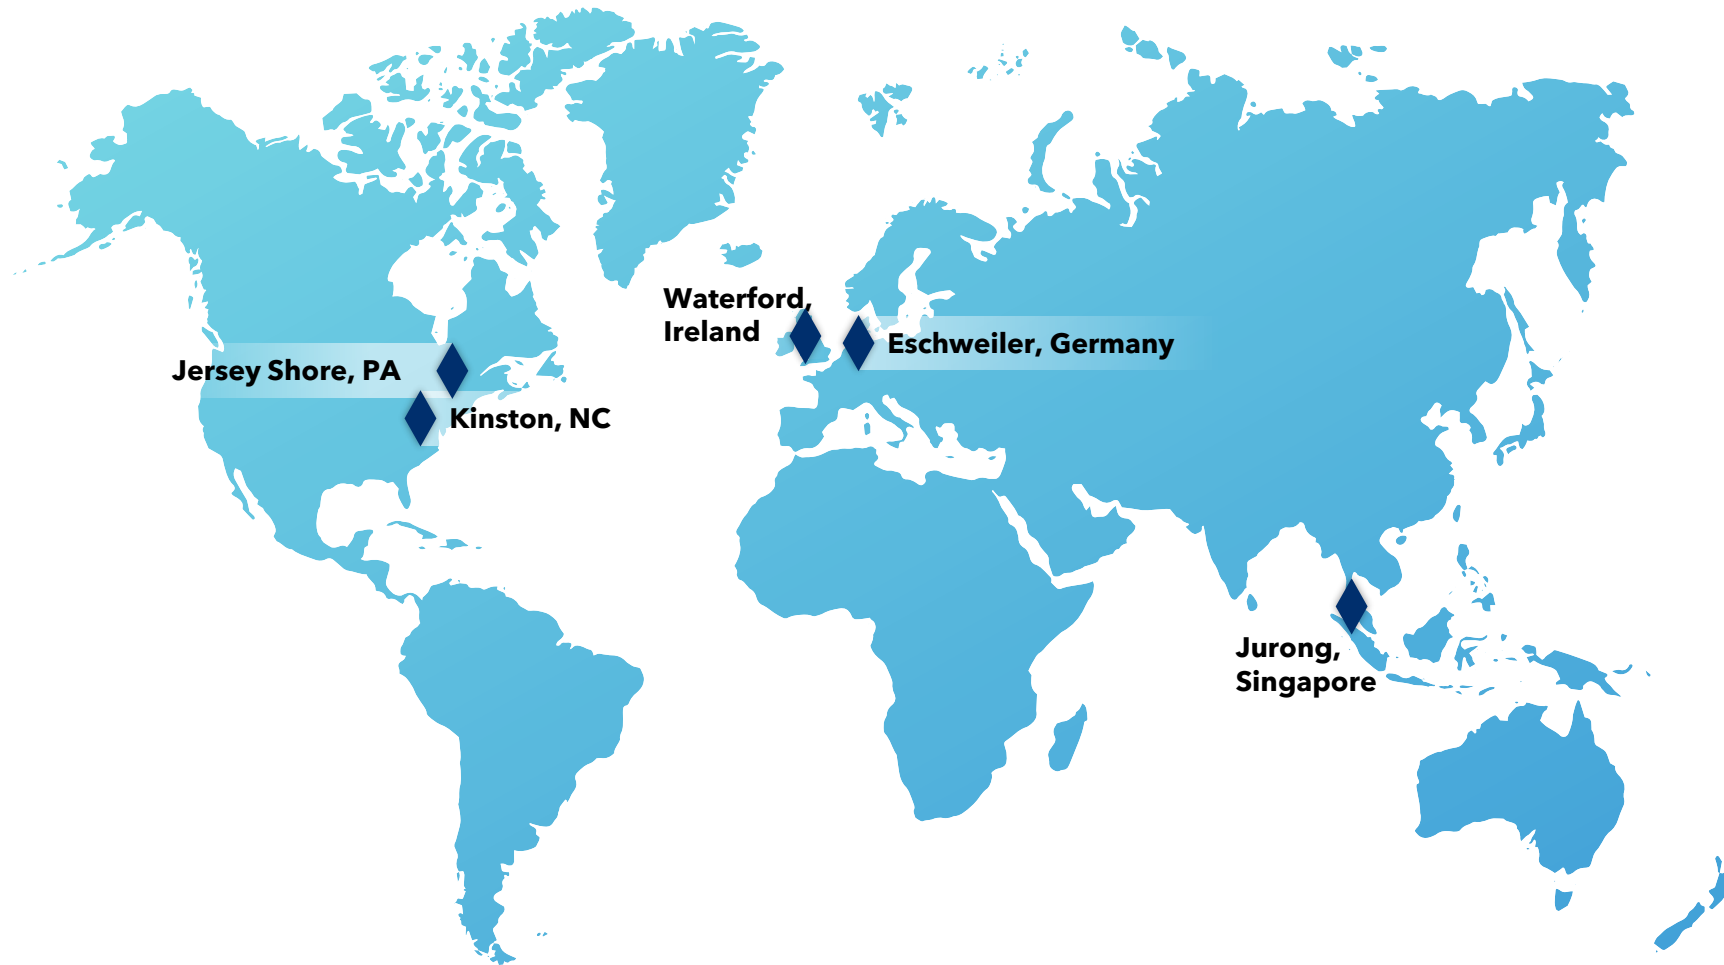 Waterford,
Ireland
Eschweiler, Germany
Jersey Shore, PA
Kinston, NC
Jurong,
Singapore